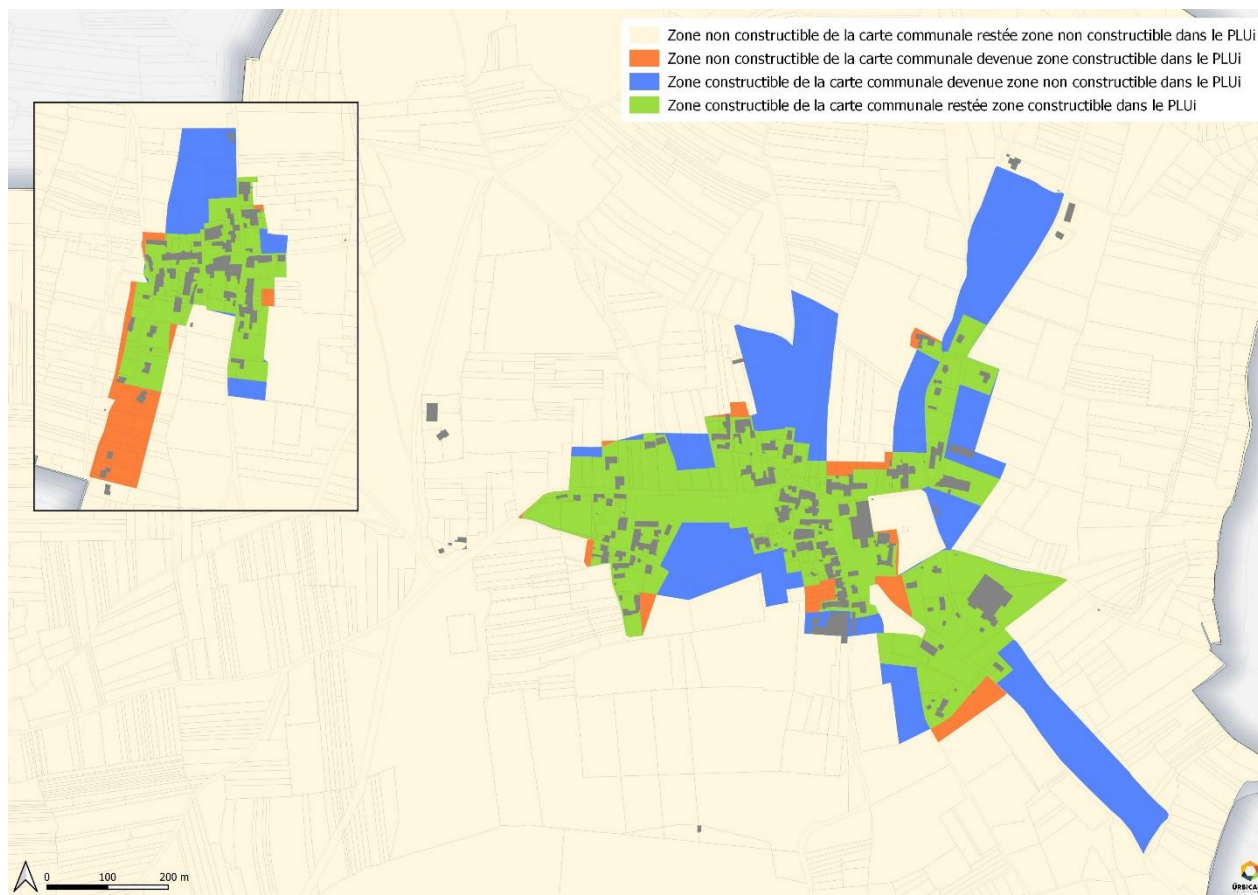 Zone non constructible de la carte communale restée zone non constructible dans le PLUi
Zone non constructible de la carte communale devenue zone constructible dans le PLUi
Zone constructible de la carte communale devenue zone non constructible dans le PLUi
Zone constructible de la carte communale restée zone constructible dans le PLUi
0 100 200 m